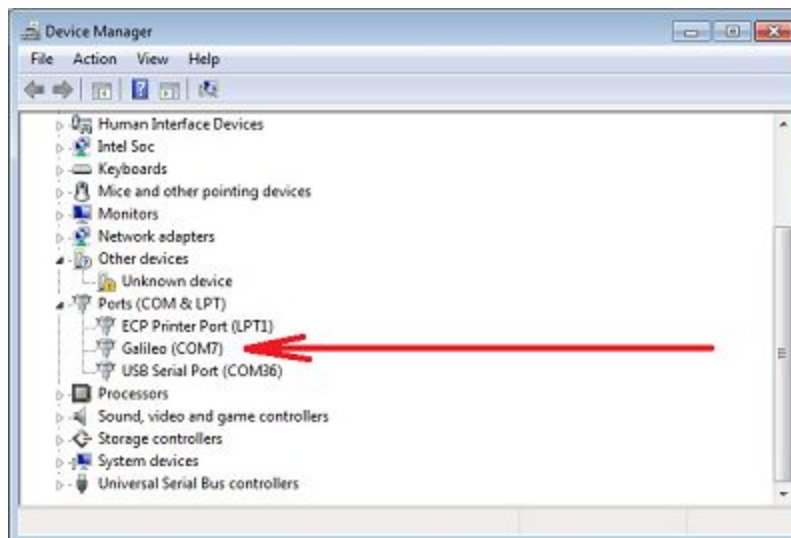 Device Manager
File Action View Help
Human Interface Devices
Intel Soc
Keyboards
Mice and other pointing devices
Monitors
Network adapters
Other devices
Unknown device
Ports (COM & LPT)
ECP Printer Port (LPT1)
Galileo (COM7)
USB Serial Port (COM36)
Processors
Sound, video and game controllers
Storage controllers
System devices
Universal Serial Bus controllers